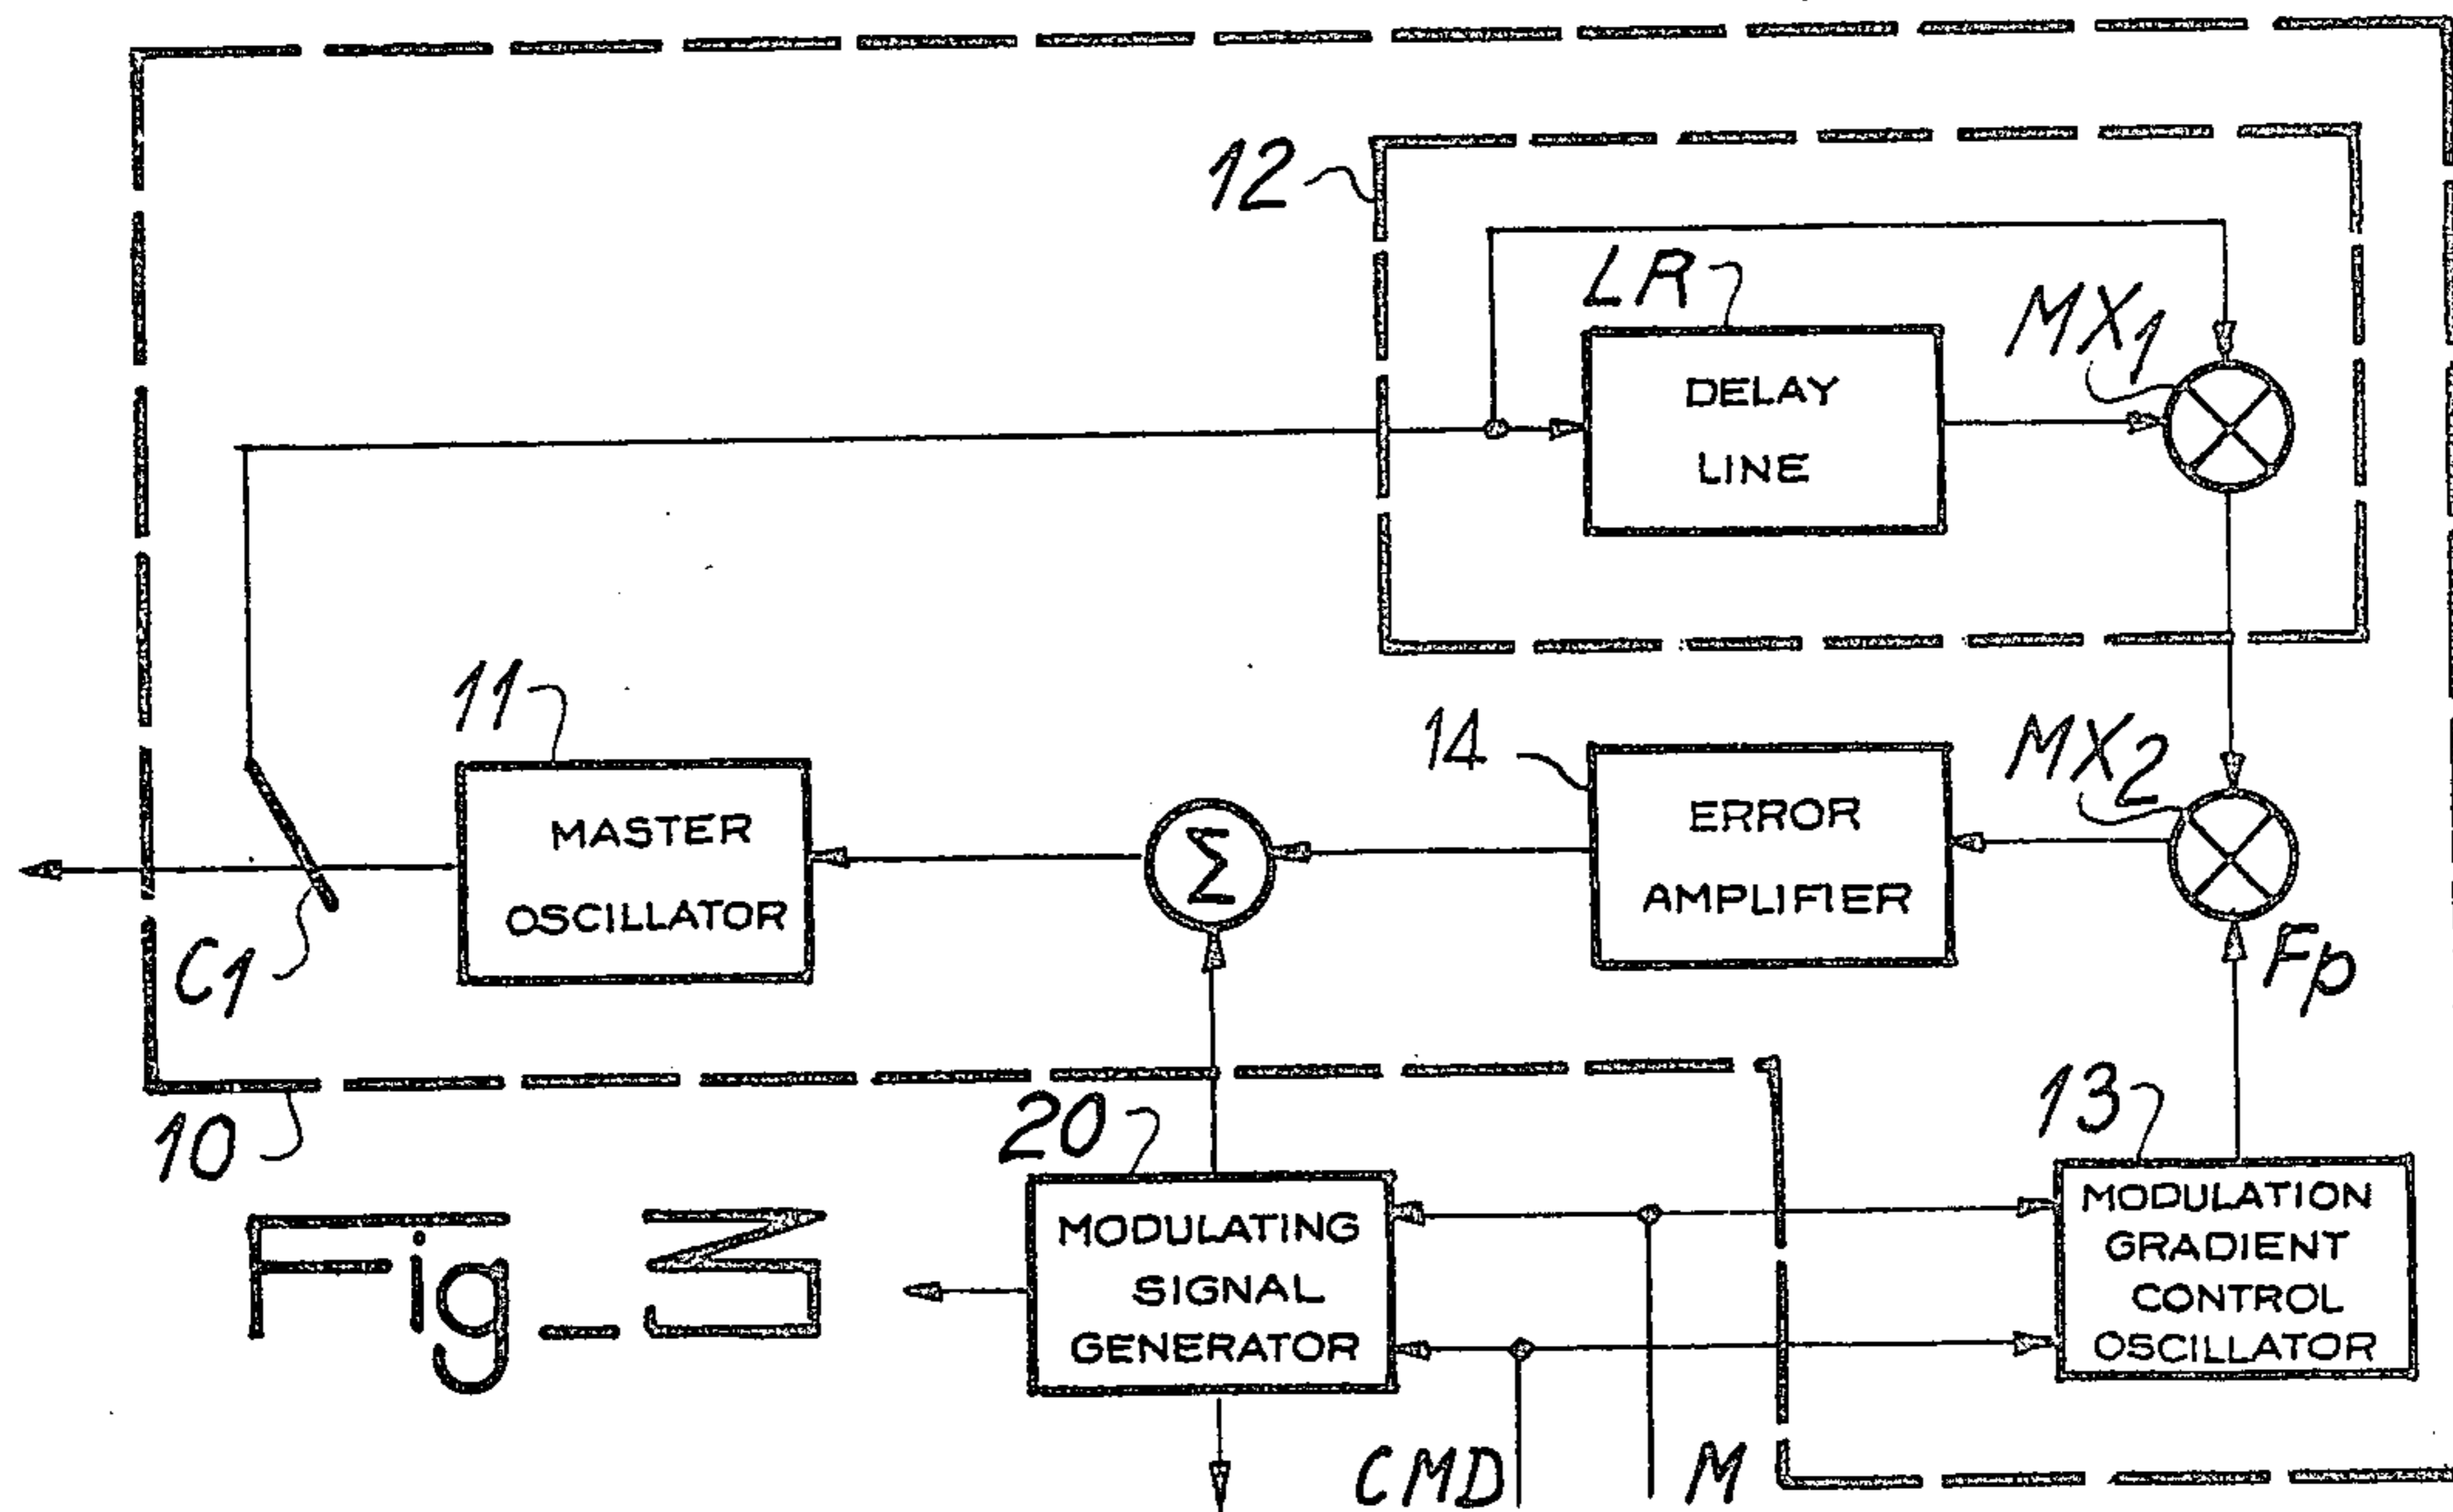 12
LR
MX1
DELAY
LINE
11
14
MX2
MASTER
OSCILLATOR
Σ
ERROR
AMPLIFIER
C1
Fp
10
20
13
Fig_3
MODULATING
SIGNAL
GENERATOR
MODULATION
GRADIENT
CONTROL
OSCILLATOR
CMD
M